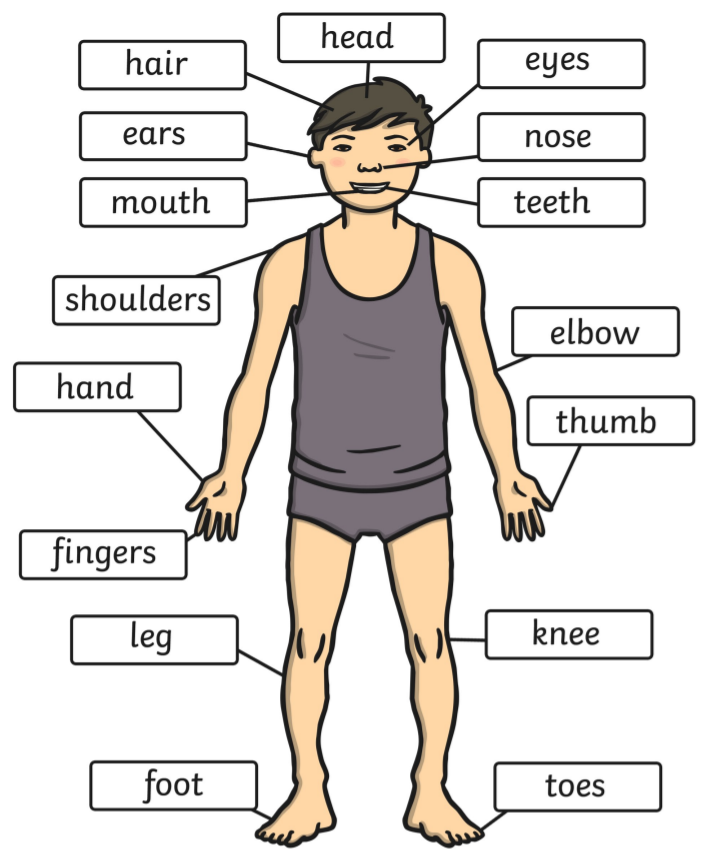 head
hair
eyes
ears
nose
mouth
teeth
shoulders
elbow
hand
thumb
fingers
leg
knee
foot
toes